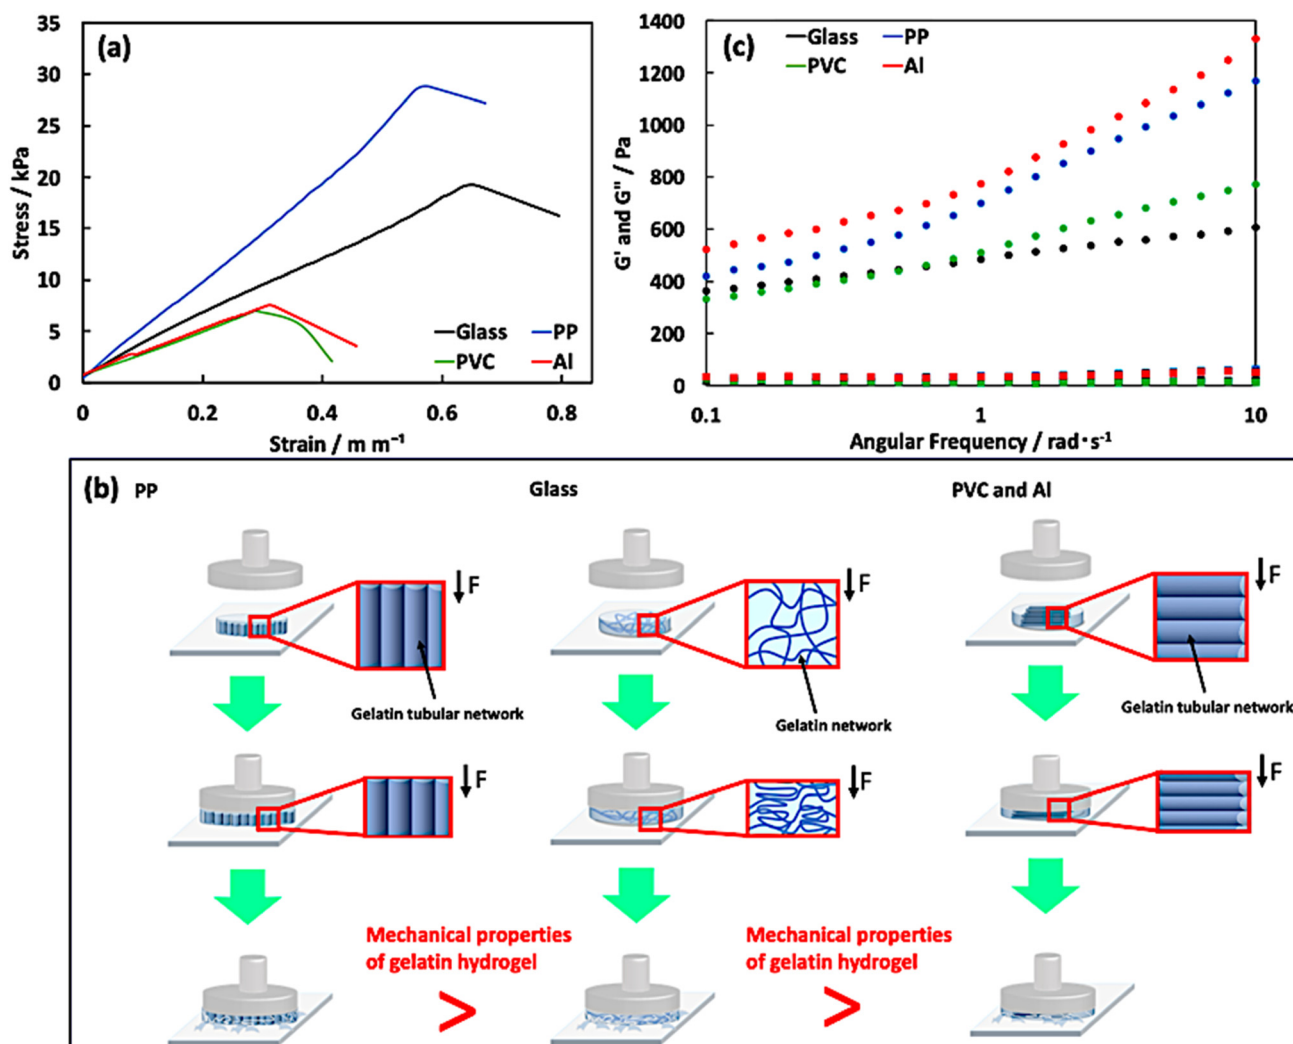 (a)
35
30
25
20
15
10
5
0
Stress / kPa
0 0.2 0.4 0.6 0.8
Strain / m m⁻¹
Glass PP
PVC Al
(c)
Glass PP
PVC Al
1400
1200
1000
800
600
400
200
0
G' and G" / Pa
0.1 1 10
Angular Frequency / rad・s⁻¹
(b) PP Glass PVC and Al
F F F
Gelatin tubular network
Gelatin network
Gelatin tubular network
F F F
Mechanical properties
of gelatin hydrogel
>
Mechanical properties
of gelatin hydrogel
>